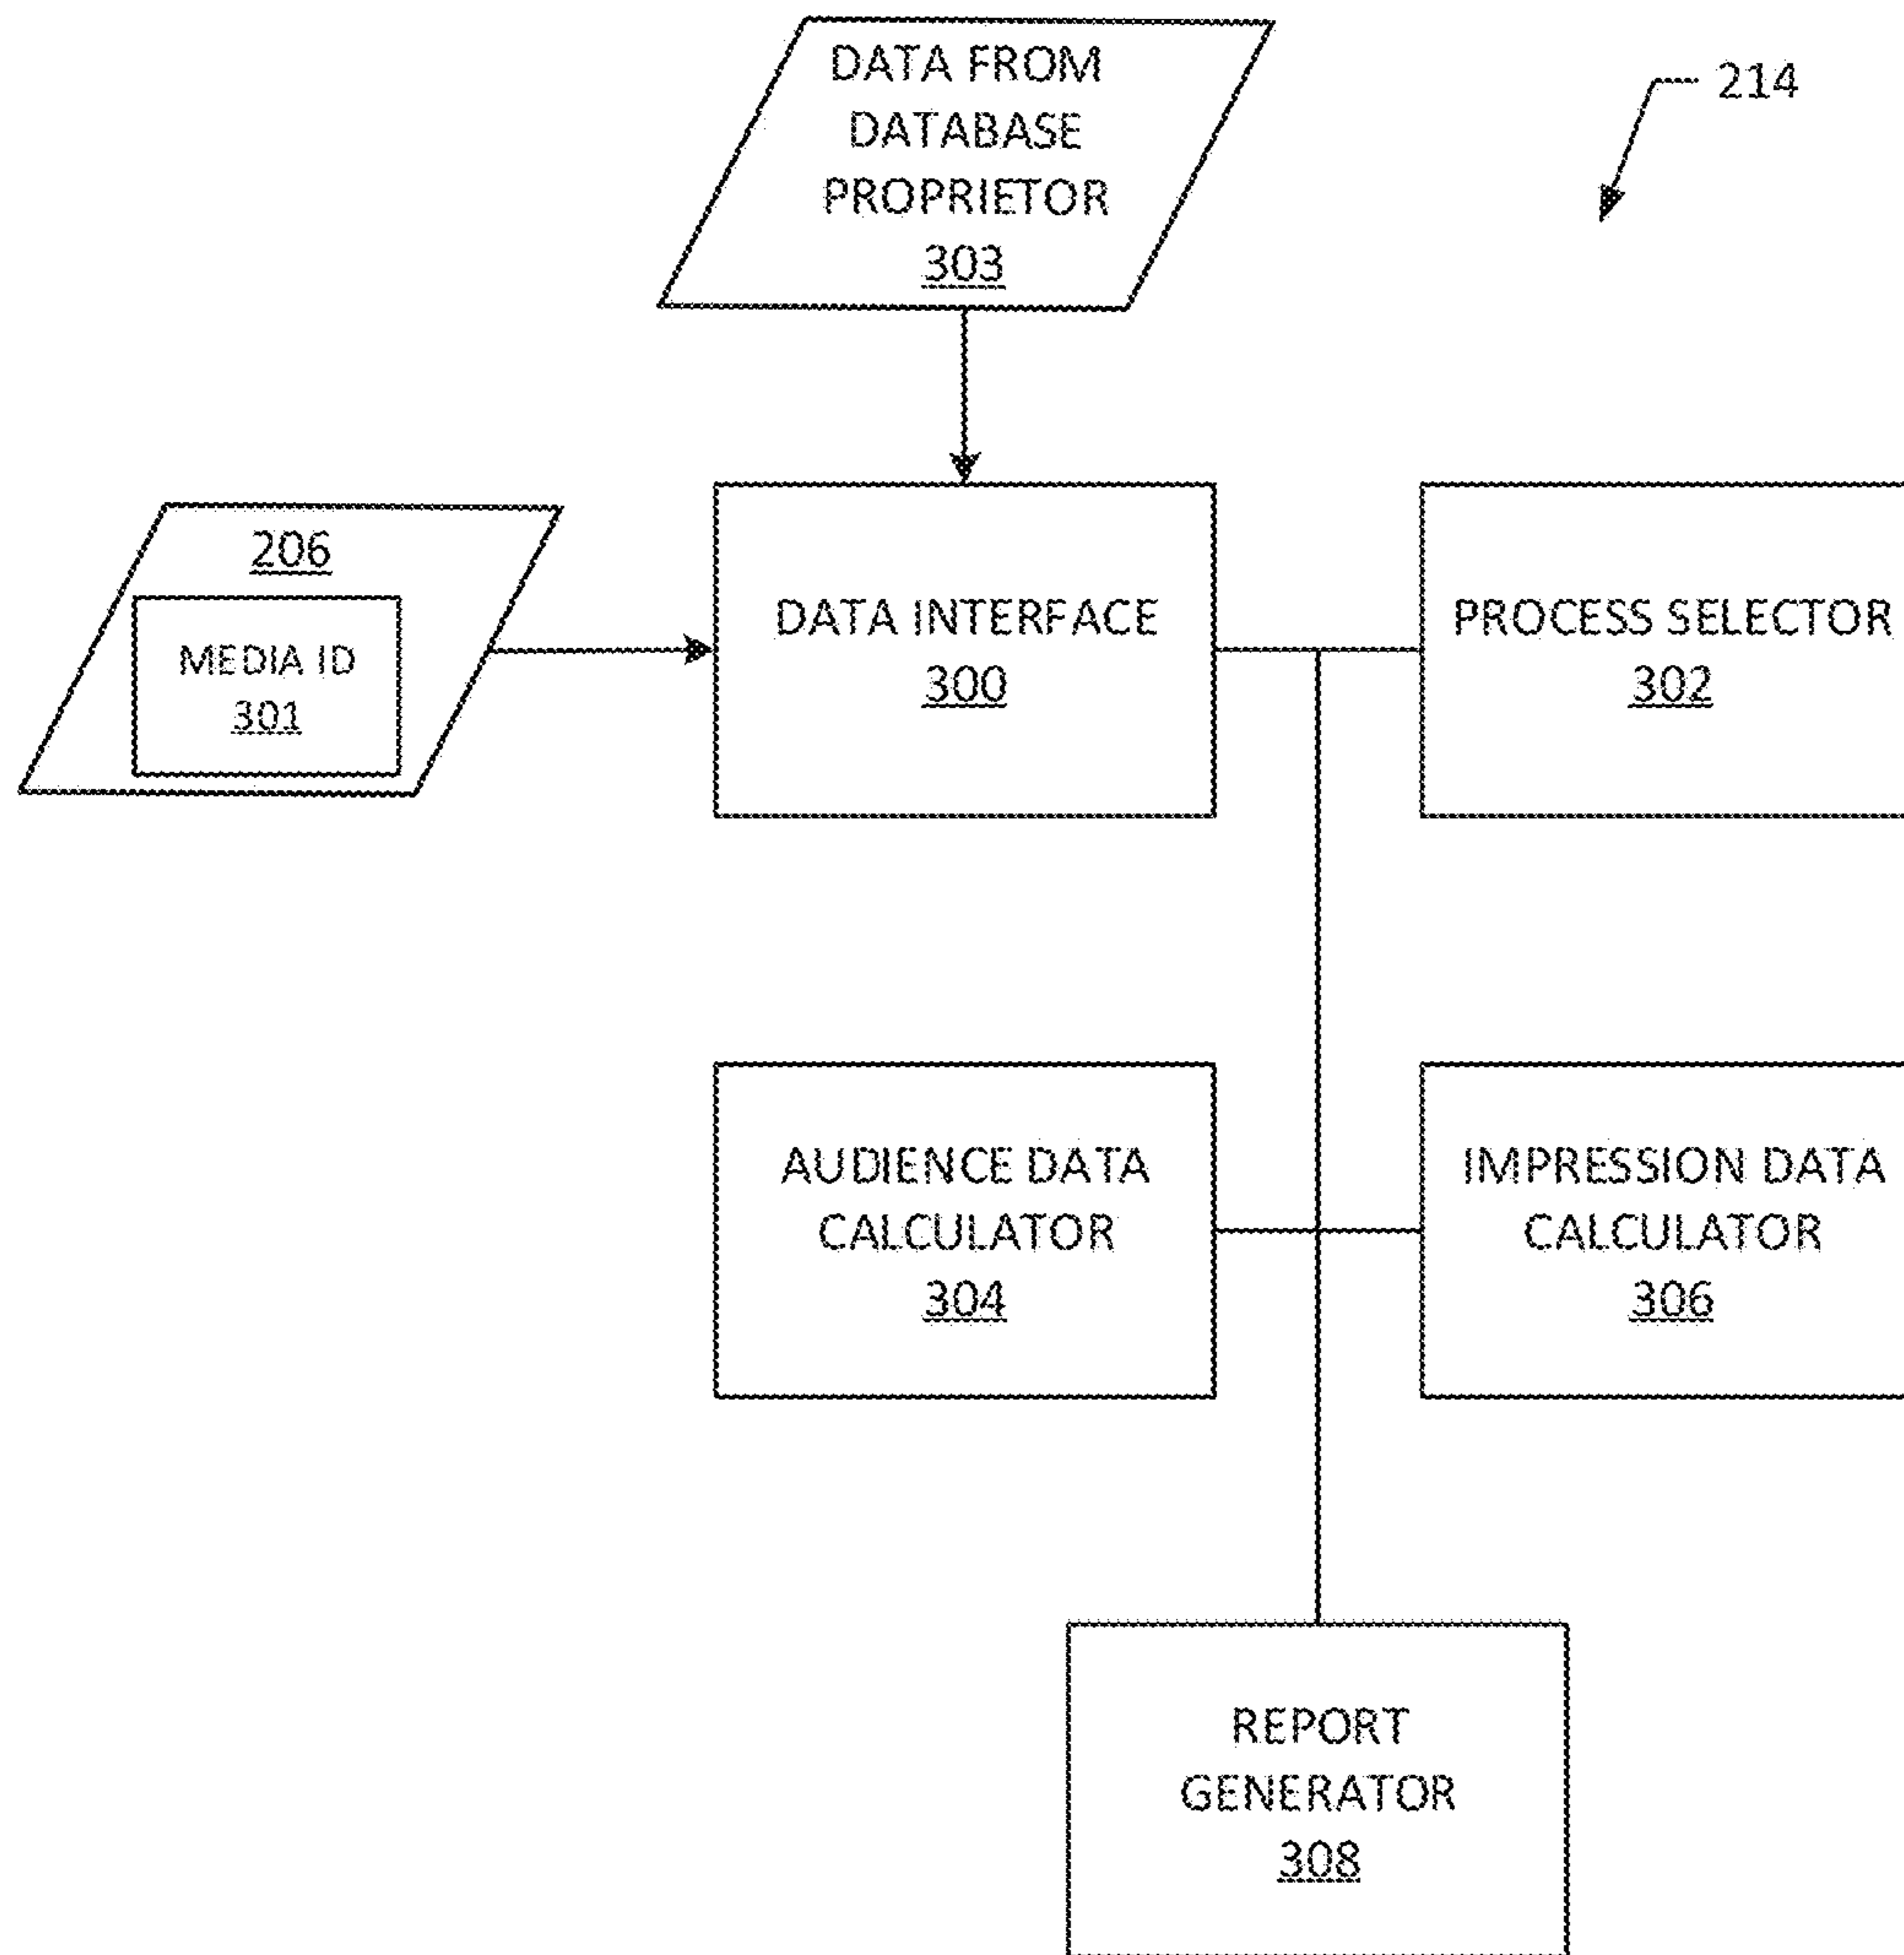 DATA FROM
DATABASE
PROPRIETOR
303
214
206
MEDIA ID
301
DATA INTERFACE
300
PROCESS SELECTOR
302
AUDIENCE DATA
CALCULATOR
304
IMPRESSION DATA
CALCULATOR
306
REPORT
GENERATOR
308